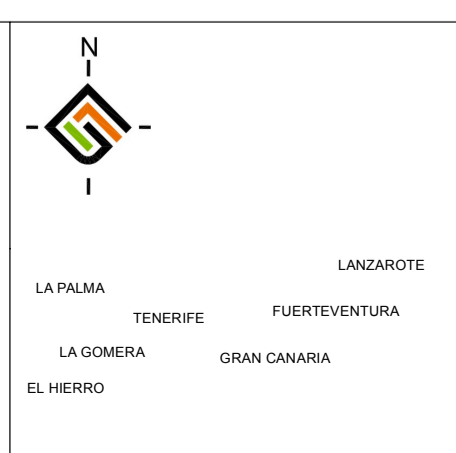 N
LANZAROTE
LA PALMA
FUERTEVENTURA
TENERIFE
LA GOMERA
GRAN CANARIA
EL HIERRO